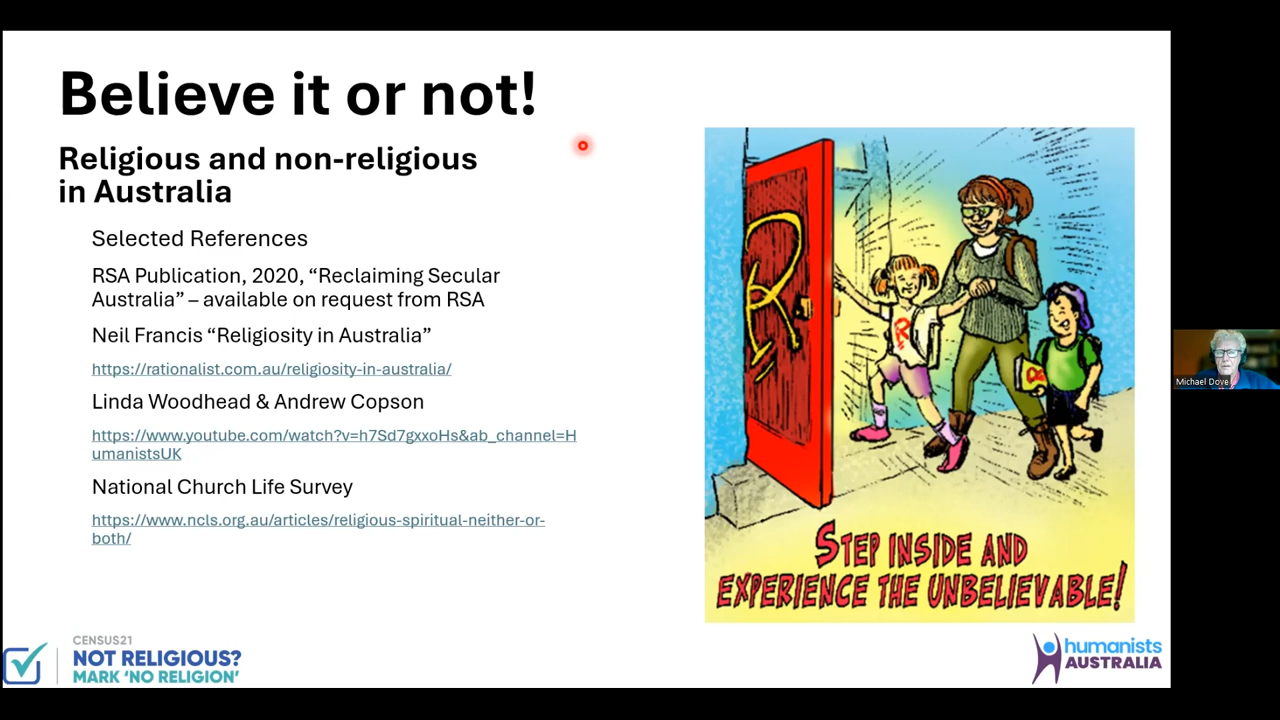 Believe it or not!
Religious and non-religious
in Australia
Selected References
RSA Publication, 2020, “Reclaiming Secular
Australia” – available on request from RSA
Neil Francis “Religiosity in Australia”
https://rationalist.com.au/religiosity-in-australia/
Linda Woodhead & Andrew Copson
https://www.youtube.com/watch?v=h7Sd7gxxoHs&ab_channel=H
umanistsUK
National Church Life Survey
https://www.ncls.org.au/articles/religious-spiritual-neither-or-
both/
R
R
STEP INSIDE AND
EXPERIENCE THE UNBELIEVABLE!
CENSUS21
NOT RELIGIOUS?
MARK ‘NO RELIGION’
humanists
AUSTRALIA
Michael Dove